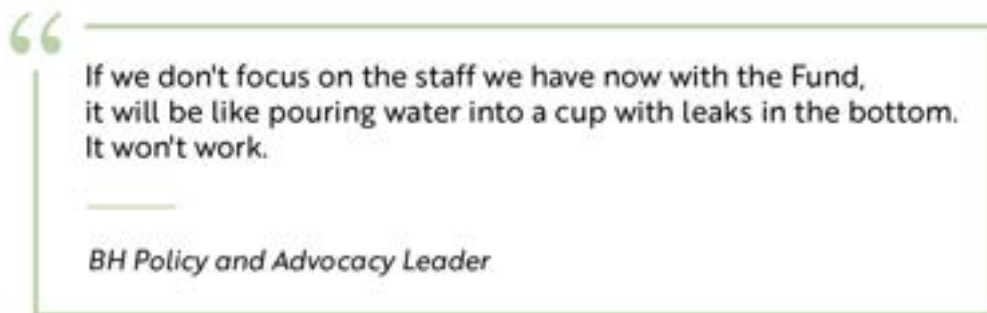 “
If we don't focus on the staff we have now with the Fund,
it will be like pouring water into a cup with leaks in the bottom.
It won't work.
BH Policy and Advocacy Leader